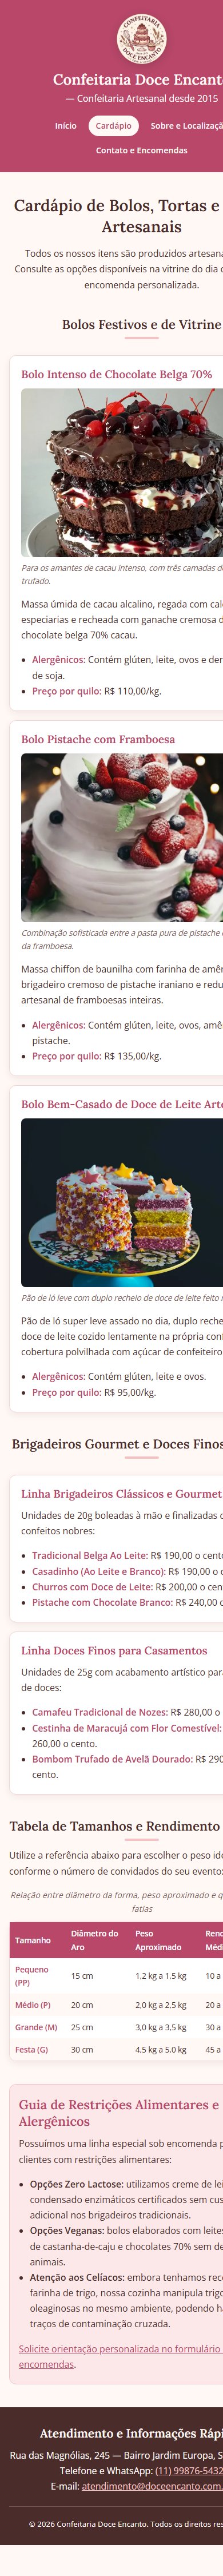 Confeitaria Doce Encant
— Confeitaria Artesanal desde 2015
Início Cardápio Sobre e Localizaçã
Contato e Encomendas
Cardápio de Bolos, Tortas e
Artesanais
Todos os nossos itens são produzidos artesana
Consulte as opções disponíveis na vitrine do dia o
encomenda personalizada.
Bolos Festivos e de Vitrine
Bolo Intenso de Chocolate Belga 70%
Para os amantes de cacau intenso, com três camadas d
trufado.
Massa úmida de cacau alcalino, regada com cal
especiarias e recheada com ganache cremosa d
chocolate belga 70% cacau.
Alergênicos: Contém glúten, leite, ovos e der
de soja.
Preço por quilo: R$ 110,00/kg.
Bolo Pistache com Framboesa
Combinação sofisticada entre a pasta pura de pistache
da framboesa.
Massa chiffon de baunilha com farinha de amê
brigadeiro cremoso de pistache iraniano e redu
artesanal de framboesas inteiras.
Alergênicos: Contém glúten, leite, ovos, amê
pistache.
Preço por quilo: R$ 135,00/kg.
Bolo Bem-Casado de Doce de Leite Arte
Pão de ló leve com duplo recheio de doce de leite feito
Pão de ló super leve assado no dia, duplo reche
doce de leite cozido lentamente na própria con
cobertura polvilhada com açúcar de confeiteiro
Alergênicos: Contém glúten, leite e ovos.
Preço por quilo: R$ 95,00/kg.
Brigadeiros Gourmet e Doces Finos
Linha Brigadeiros Clássicos e Gourmet
Unidades de 20g boleadas à mão e finalizadas c
confeitos nobres:
Tradicional Belga Ao Leite: R$ 190,00 o cento
Casadinho (Ao Leite e Branco): R$ 190,00 o c
Churros com Doce de Leite: R$ 200,00 o cen
Pistache com Chocolate Branco: R$ 240,00 o
Linha Doces Finos para Casamentos
Unidades de 25g com acabamento artístico par
de doces:
Camafeu Tradicional de Nozes: R$ 280,00 o
Cestinha de Maracujá com Flor Comestível:
260,00 o cento.
Bombom Trufado de Avelã Dourado: R$ 290
cento.
Tabela de Tamanhos e Rendimento
Utilize a referência abaixo para escolher o peso ide
conforme o número de convidados do seu evento:
Relação entre diâmetro da forma, peso aproximado e q
fatias
Tamanho Diâmetro do Aro Peso Aproximado Rend Médi
Pequeno (PP) 15 cm 1,2 kg a 1,5 kg 10 a
Médio (P) 20 cm 2,0 kg a 2,5 kg 20 a
Grande (M) 25 cm 3,0 kg a 3,5 kg 30 a
Festa (G) 30 cm 4,5 kg a 5,0 kg 45 a
Guia de Restrições Alimentares e
Alergênicos
Possuímos uma linha especial sob encomenda p
clientes com restrições alimentares:
Opções Zero Lactose: utilizamos creme de lei
condensado enzimáticos certificados sem cus
adicional nos brigadeiros tradicionais.
Opções Veganas: bolos elaborados com leites
de castanha-de-caju e chocolates 70% sem de
animais.
Atenção aos Celíacos: embora tenhamos rece
farinha de trigo, nossa cozinha manipula trigo
oleaginosas no mesmo ambiente, podendo ha
traços de contaminação cruzada.
Solicite orientação personalizada no formulário
encomendas.
Atendimento e Informações Rápi
Rua das Magnólias, 245 — Bairro Jardim Europa, S
Telefone e WhatsApp: (11) 99876-5432
E-mail: atendimento@doceencanto.com.
© 2026 Confeitaria Doce Encanto. Todos os direitos res